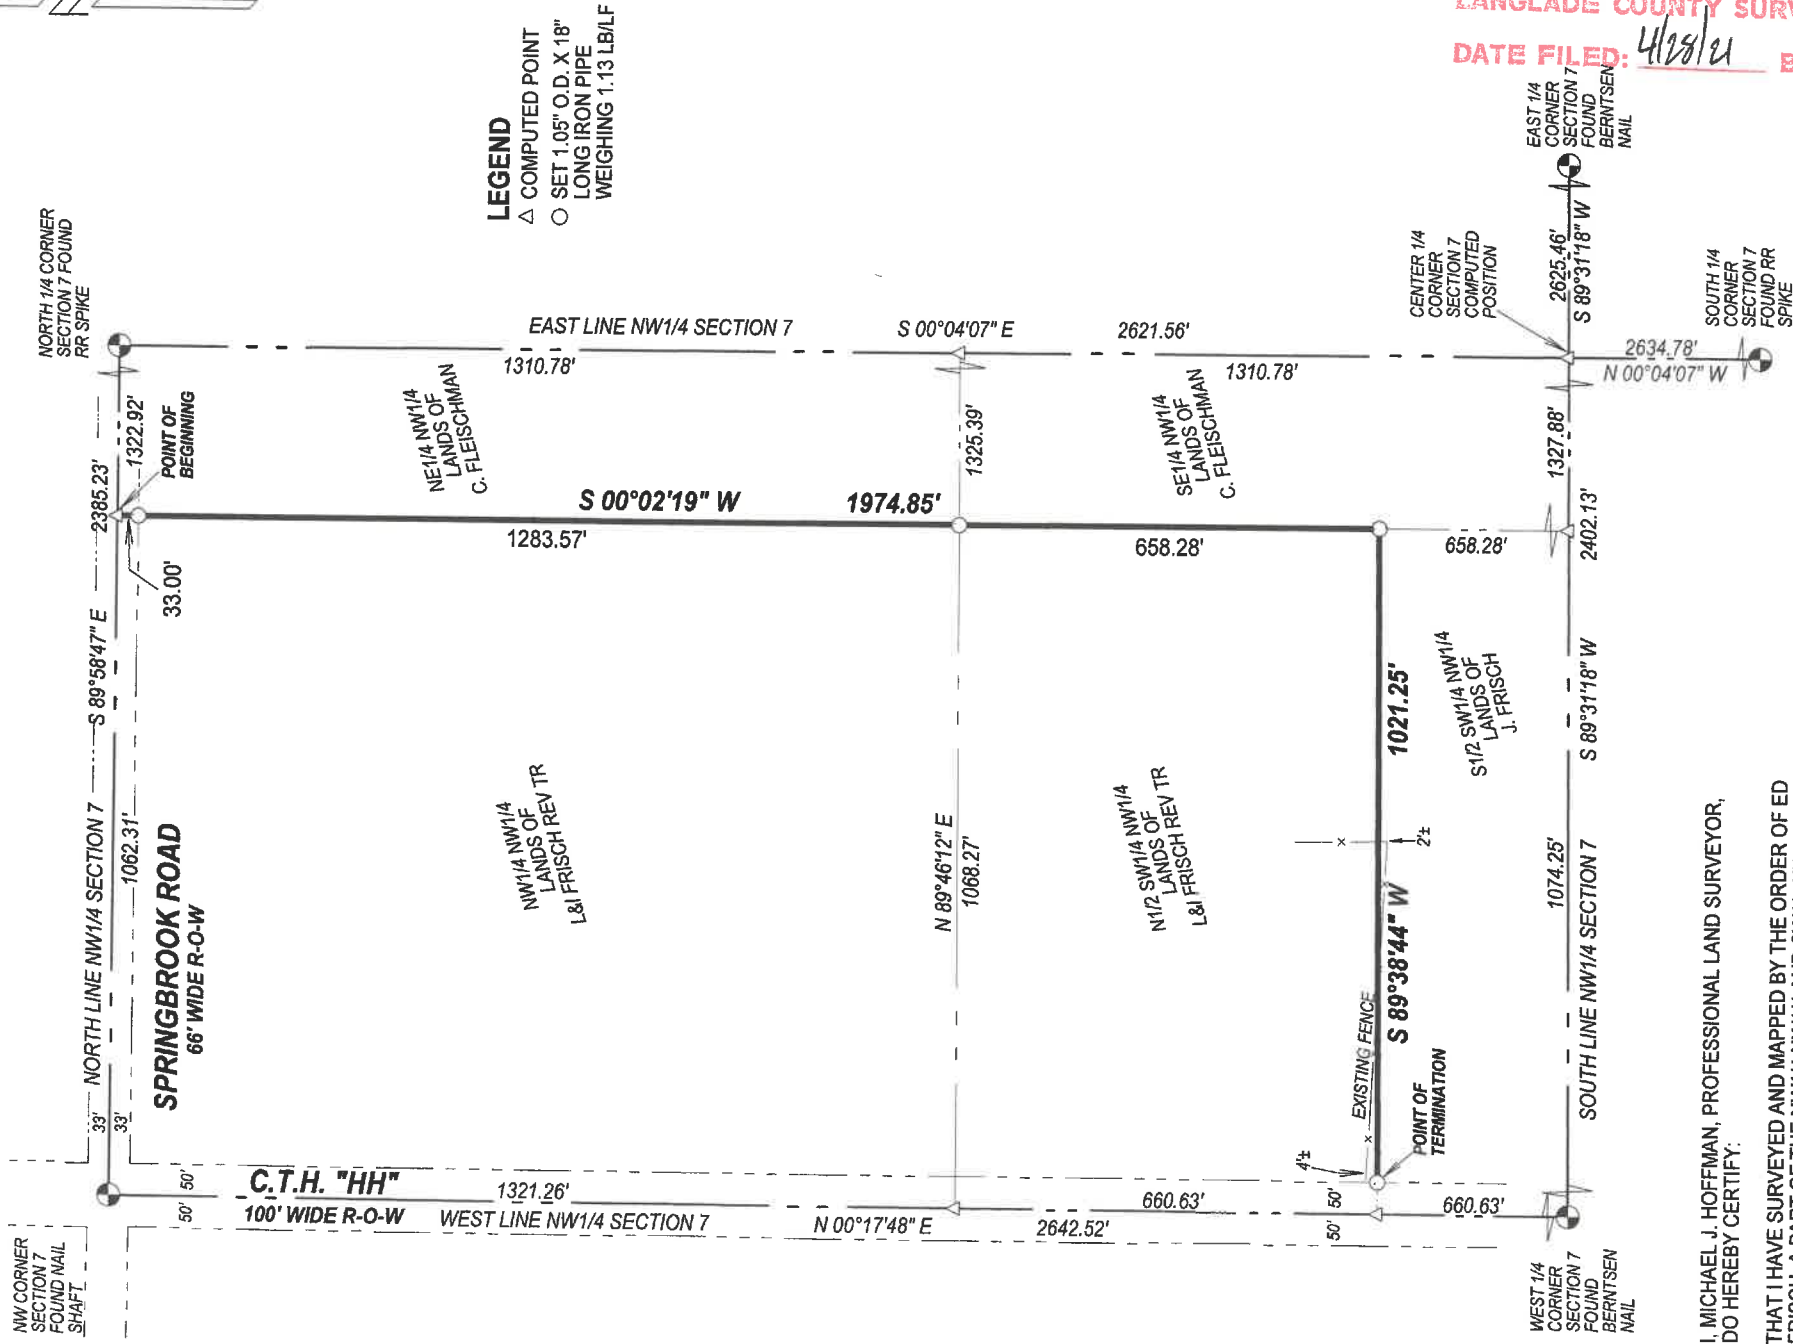 LANGLADE COUNTY
DATE FILED: 4/28/21
LEGEND
△ COMPUTED POINT
○ SET 1.05" O.D. X 18"
LONG IRON PIPE
WEIGHING 1.13 LB/LF
NORTH 1/4 CORNER
SECTION 7 FOUND
RR SPIKE
EAST 1/4
CORNER
SECTION 7
FOUND
BERNTSEN
NAIL
CENTER 1/4
CORNER
SECTION 7
COMPUTED
POSITION
SOUTH 1/4
CORNER
SECTION 7
FOUND RR
SPIKE
2625.46'
S 89°31'18" W
2634.78'
N 00°04'07" W
EAST LINE NW1/4 SECTION 7
S 00°04'07" E
2621.56'
1310.78'
1310.78'
2385.23'
1322.92'
POINT OF
BEGINNING
NE1/4 NW1/4
LANDS OF
C. FLEISCHMAN
1325.39'
SE1/4 NW1/4
LANDS OF
C. FLEISCHMAN
1327.88'
S 00°02'19" W
1974.85'
1283.57'
658.28'
658.28'
2402.13'
33.00'
S 89°58'47" E
NORTH LINE NW1/4 SECTION 7
1062.31'
SPRINGBROOK ROAD
66' WIDE R-O-W
33'
33'
NW1/4 NW1/4
LANDS OF
L&I FRISCH REV TR
N 89°46'12" E
1068.27'
N1/2 SW1/4 NW1/4
LANDS OF
L&I FRISCH REV TR
1021.25'
S 89°38'44" W
S1/2 SW1/4 NW1/4
LANDS OF
J. FRISCH
S 89°31'18" W
1074.25'
SOUTH LINE NW1/4 SECTION 7
2'±
EXISTING FENCE
4'±
POINT OF
TERMINATION
50'
50'
C.T.H. "HH"
100' WIDE R-O-W
1321.26'
WEST LINE NW1/4 SECTION 7
N 00°17'48" E
2642.52'
660.63'
50'
50'
660.63'
NW CORNER
SECTION 7
FOUND NAIL
SHAFT
WEST 1/4
CORNER
SECTION 7
FOUND
BERNTSEN
NAIL
I, MICHAEL J. HOFFMAN, PROFESSIONAL LAND SURVEYOR,
DO HEREBY CERTIFY:
THAT I HAVE SURVEYED AND MAPPED BY THE ORDER OF ED